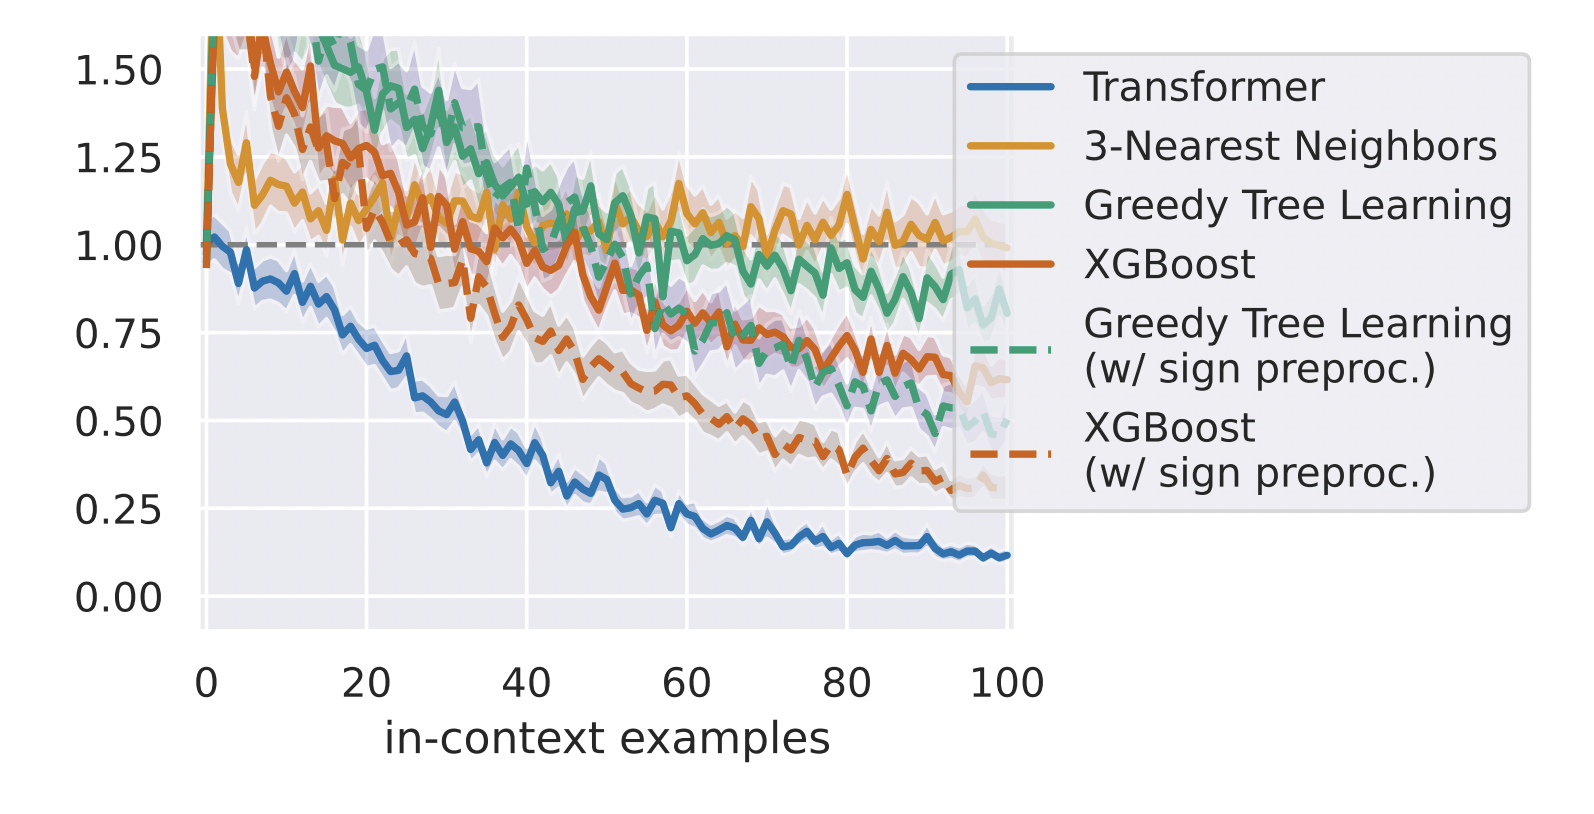 1.50
1.25
1.00
0.75
0.50
0.25
0.00
0 20 40 60 80 100
in-context examples
Transformer
3-Nearest Neighbors
Greedy Tree Learning
XGBoost
Greedy Tree Learning
(w/ sign preproc.)
XGBoost
(w/ sign preproc.)